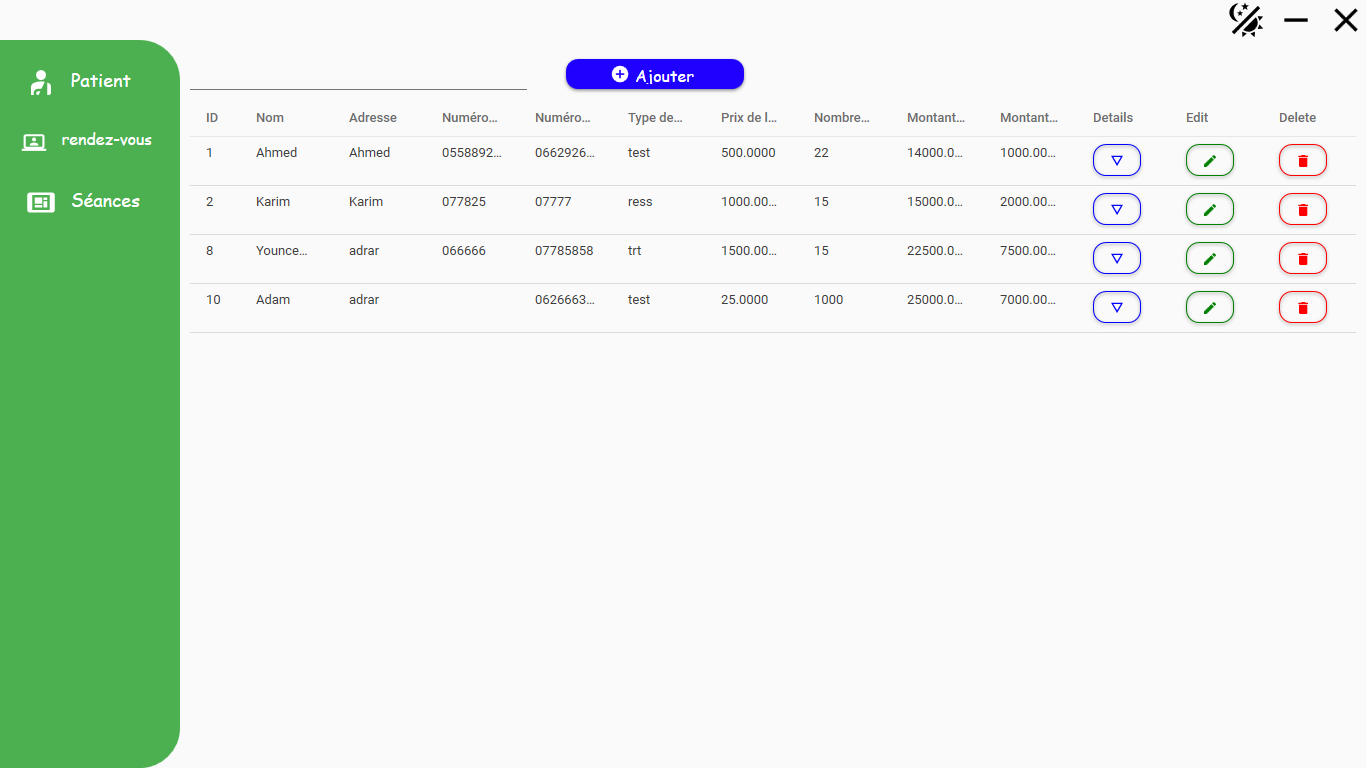 Patient
rendez-vous
Séances
Ajouter
ID Nom Adresse Numéro... Numéro... Type de... Prix de l... Nombre... Montant... Montant... Details Edit Delete
1 Ahmed Ahmed 0558892... 0662926... test 500.0000 22 14000.0... 1000.00...
2 Karim Karim 077825 07777 ress 1000.00... 15 15000.0... 2000.00...
8 Younce... adrar 066666 07785858 trt 1500.00... 15 22500.0... 7500.00...
10 Adam adrar 0626663... test 25.0000 1000 25000.0... 7000.00...